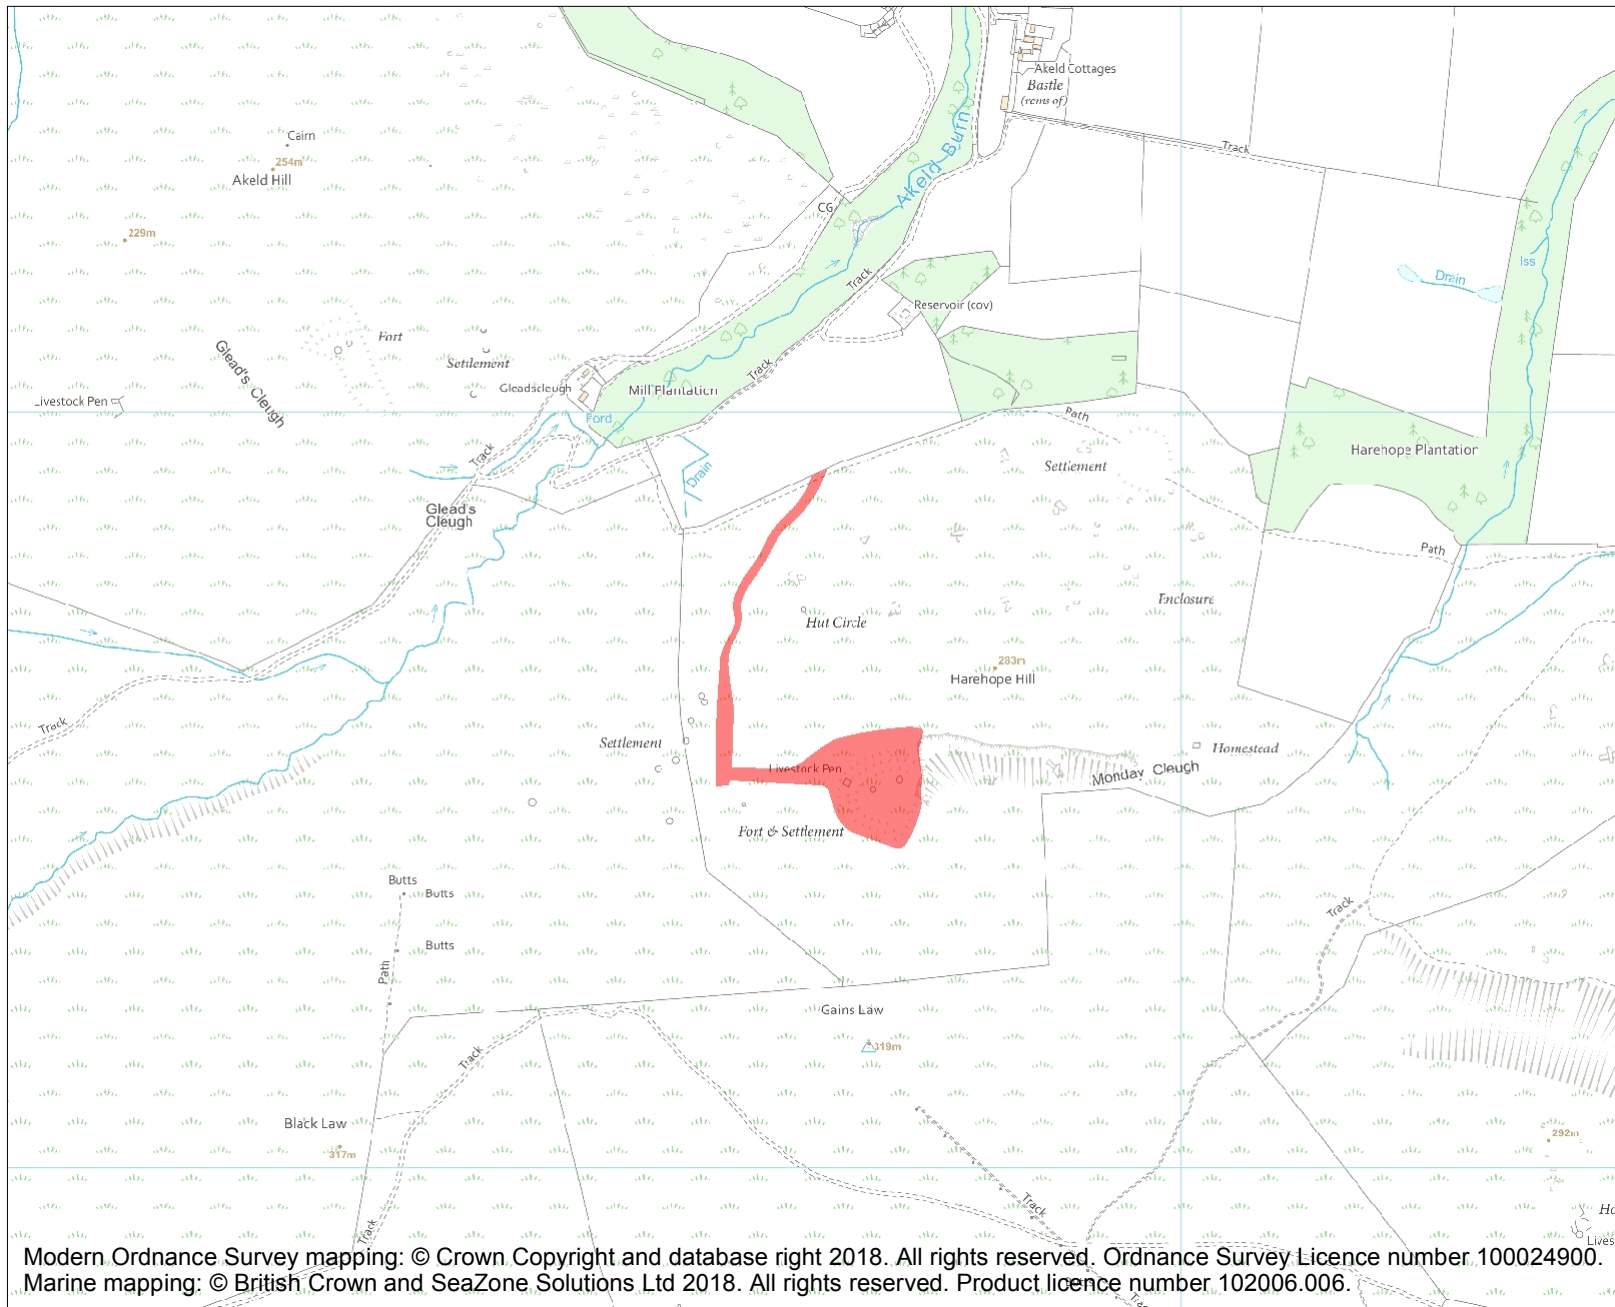 Akeld Cottages
Bastle
(rems of)
Akeld Burn
Track
Cairn
254m
Akeld Hill
CG
229m
Iss
Drain
Track
Reservoir (cov)
Fort
Glead's Cleugh
Settlement
Track
Gleadscleugh
Mill Plantation
Livestock Pen
Ford
Path
Harehope Plantation
Track
Settlement
Drain
Glead's
Cleugh
Path
Enclosure
Hut Circle
283m
Harehope Hill
Track
Settlement
Homestead
Livestock Pen
Monday Cleugh
Fort & Settlement
Butts
Butts
Track
Butts
Path
Gains Law
319m
Track
Black Law
317m
292m
Track
Track
Modern Ordnance Survey mapping: © Crown Copyright and database right 2018. All rights reserved. Ordnance Survey Licence number 100024900.
Marine mapping: © British Crown and SeaZone Solutions Ltd 2018. All rights reserved. Product licence number 102006.006.